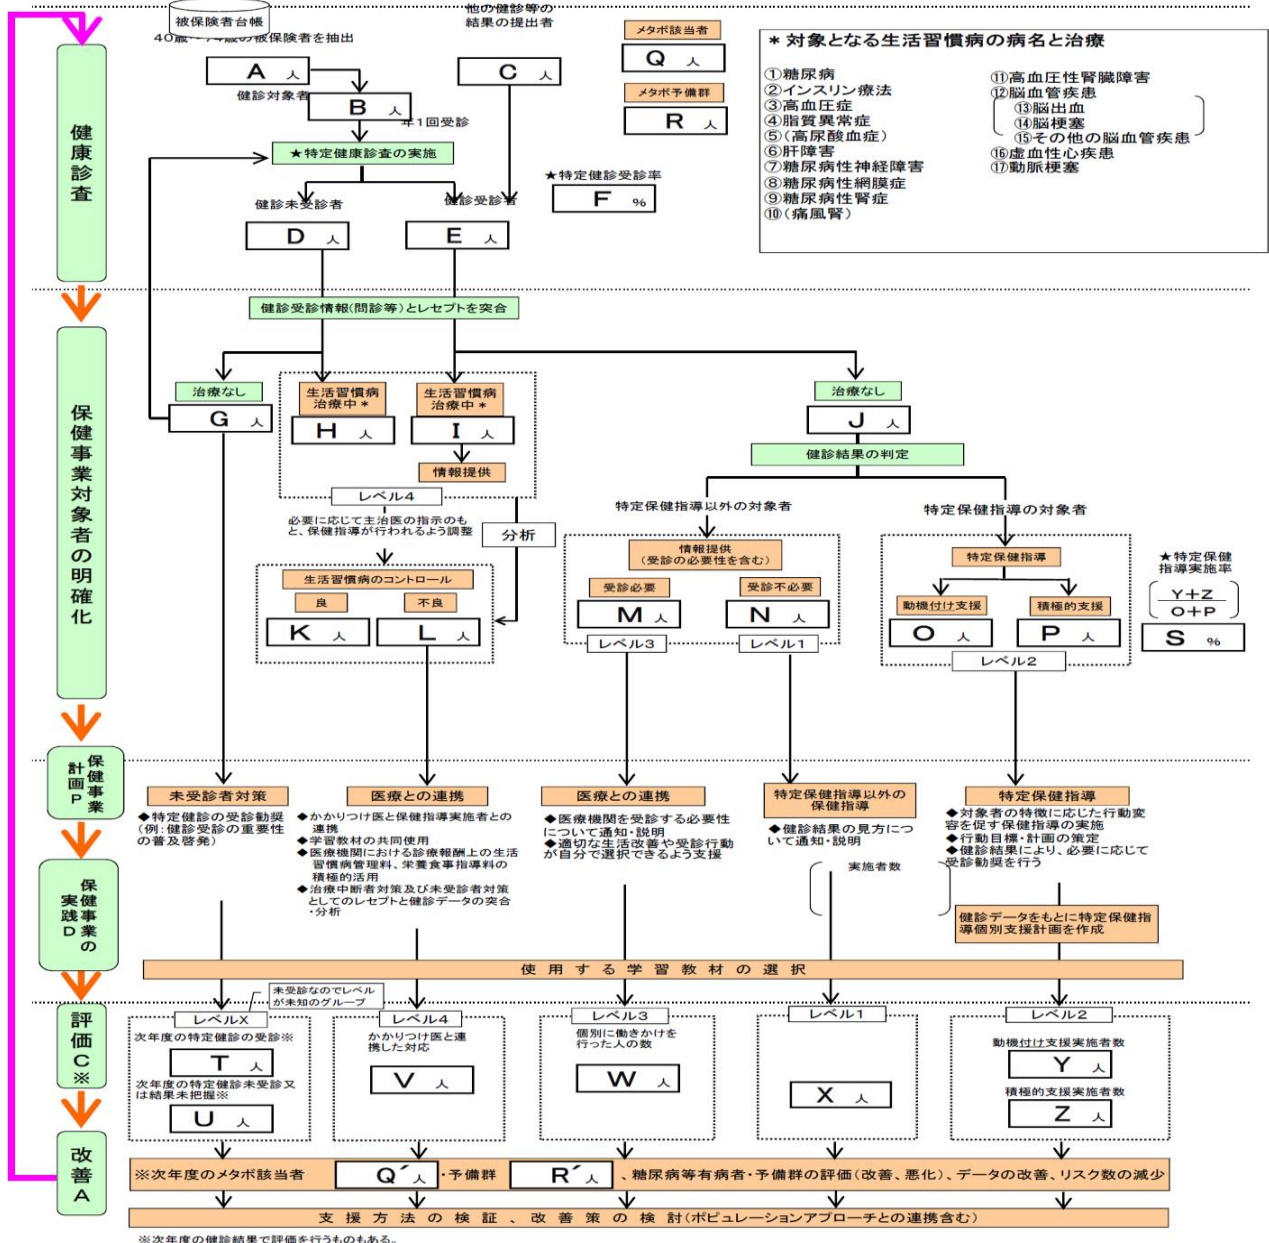 被保険者台帳
40歳～74歳の被保険者を抽出
A 人
健診対象者
B 人
年1回受診
他の健診等の
結果の提出者
C 人
★特定健康診査の実施
健診未受診者
D 人
健診受診者
E 人
★特定健診受診率
F %
メタボ該当者
Q 人
メタボ予備群
R 人
* 対象となる生活習慣病の病名と治療
①糖尿病
②インスリン療法
③高血圧症
④脂質異常症
⑤(高尿酸血症)
⑥肝障害
⑦糖尿病性神経障害
⑧糖尿病性網膜症
⑨糖尿病性腎症
⑩(痛風腎)
⑪高血圧性腎臓障害
⑫脳血管疾患
⑬脳出血
⑭脳梗塞
⑮その他の脳血管疾患
⑯虚血性心疾患
⑰動脈梗塞
健康診査
健診受診情報(問診等)とレセプトを突合
保健事業対象者の明確化
治療なし
G 人
生活習慣病
治療中*
H 人
生活習慣病
治療中*
I 人
情報提供
レベル4
必要に応じて主治医の指示のも
と、保健指導が行われるよう調整
分析
生活習慣病のコントロール
良
不良
K 人
L 人
治療なし
J 人
健診結果の判定
特定保健指導以外の対象者
情報提供
(受診の必要性を含む)
受診必要
受診不必要
M 人
N 人
レベル3
レベル1
特定保健指導の対象者
特定保健指導
動機付け支援
積極的支援
O 人
P 人
レベル2
★特定保健
指導実施率
Y+Z
O+P
S %
保健事業
計画P
未受診者対策
◆特定健診の受診勧奨
(例:健診受診の重要性
の普及啓発)
医療との連携
◆かかりつけ医と保健指導実施者との
連携
◆学習教材の共同使用
◆医療機関における診療報酬上の生活
習慣病管理料、栄養食事指導料の
積極的活用
◆治療中断者対策及び未受診者対策
としてのレセプトと健診データの突合
・分析
医療との連携
◆医療機関を受診する必要性
について通知・説明
◆適切な生活改善や受診行動
が自分で選択できるよう支援
特定保健指導以外の
保健指導
◆健診結果の見方につ
いて通知・説明
実施者数
特定保健指導
◆対象者の特徴に応じた行動変
容を促す保健指導の実施
◆行動目標・計画の策定
◆健診結果により、必要に応じて
受診勧奨を行う
健診データをもとに特定保健指
導個別支援計画を作成
保健事業の
実践D
使用する学習教材の選択
評価C※
未受診なのでレベル
が未知のグループ
レベルX
次年度の特定健診の受診※
T 人
次年度の特定健診未受診又
は結果未把握※
U 人
レベル4
かかりつけ医と連
携した対応
V 人
レベル3
個別に働きかけを
行った人の数
W 人
レベル1
X 人
レベル2
動機付け支援実施者数
Y 人
積極的支援実施者数
Z 人
改善A
※次年度のメタボ該当者 Q´人 ・予備群 R´人 、糖尿病等有病者・予備群の評価(改善、悪化)、データの改善、リスク数の減少
支援方法の検証、改善策の検討(ポピュレーションアプローチとの連携含む)
※次年度の健診結果で評価を行うものもある。